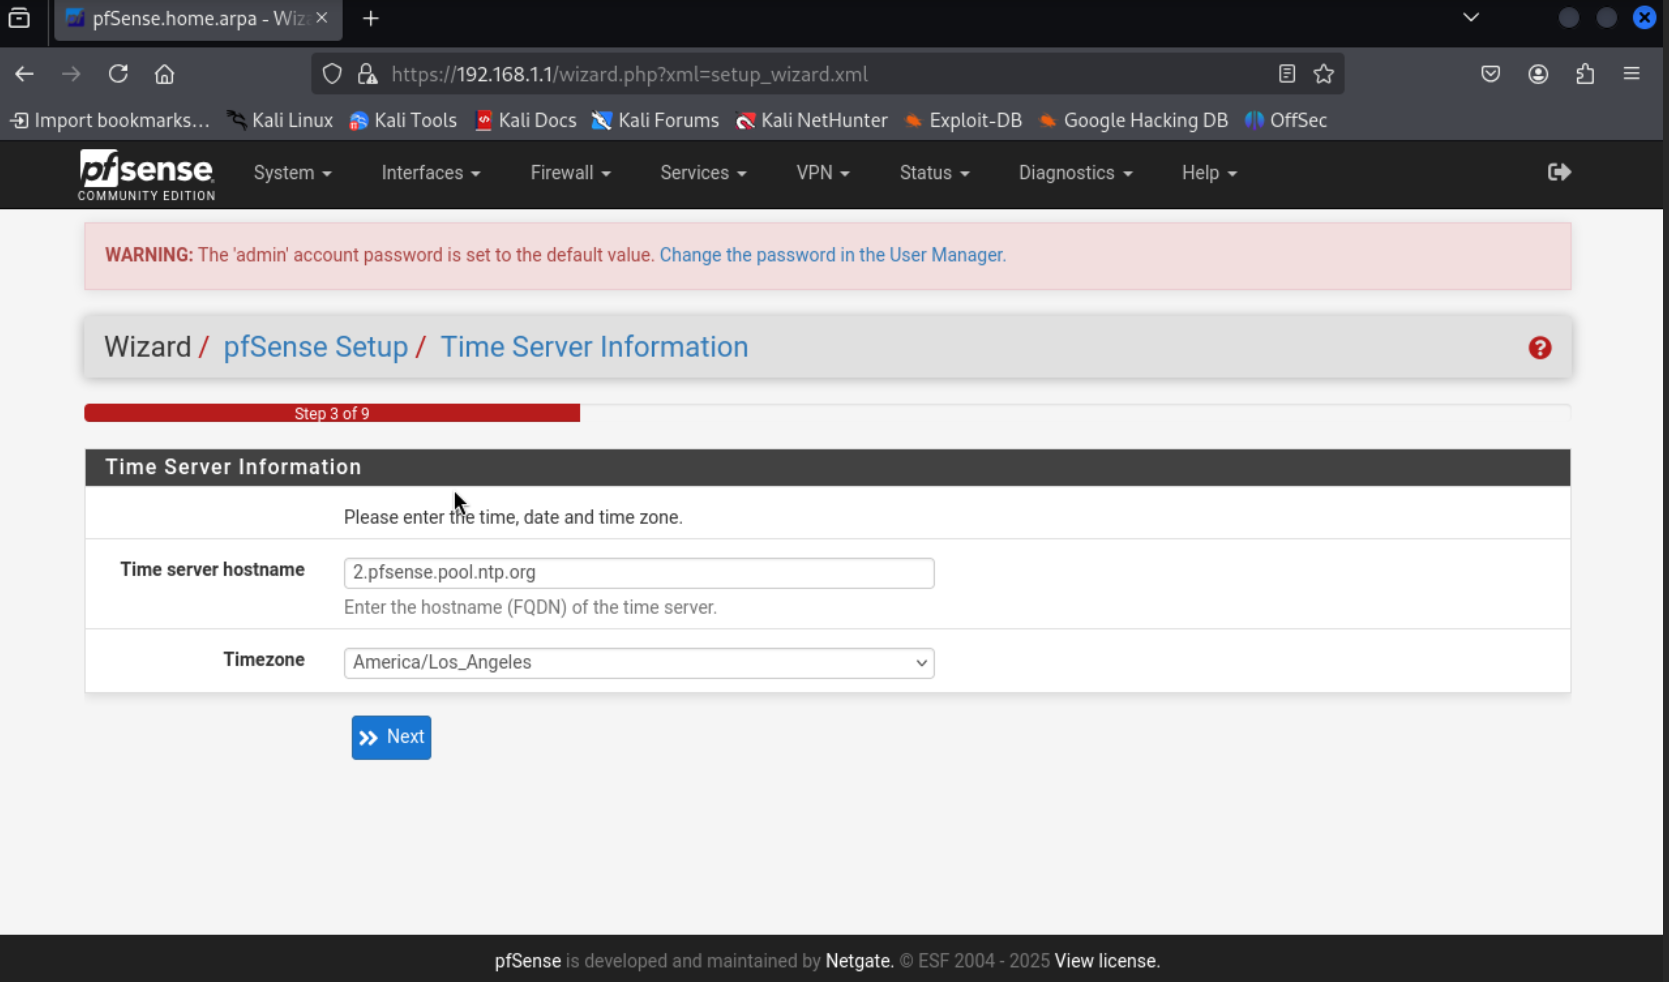 pfSense.home.arpa - Wiz
https://192.168.1.1/wizard.php?xml=setup_wizard.xml
Import bookmarks... Kali Linux Kali Tools Kali Docs Kali Forums Kali NetHunter Exploit-DB Google Hacking DB OffSec
pfsense COMMUNITY EDITION
System Interfaces Firewall Services VPN Status Diagnostics Help
WARNING: The 'admin' account password is set to the default value. Change the password in the User Manager.
Wizard / pfSense Setup / Time Server Information
Step 3 of 9
Time Server Information
Please enter the time, date and time zone.
Time server hostname 2.pfsense.pool.ntp.org
Enter the hostname (FQDN) of the time server.
Timezone America/Los_Angeles
Next
pfSense is developed and maintained by Netgate. © ESF 2004 - 2025 View license.